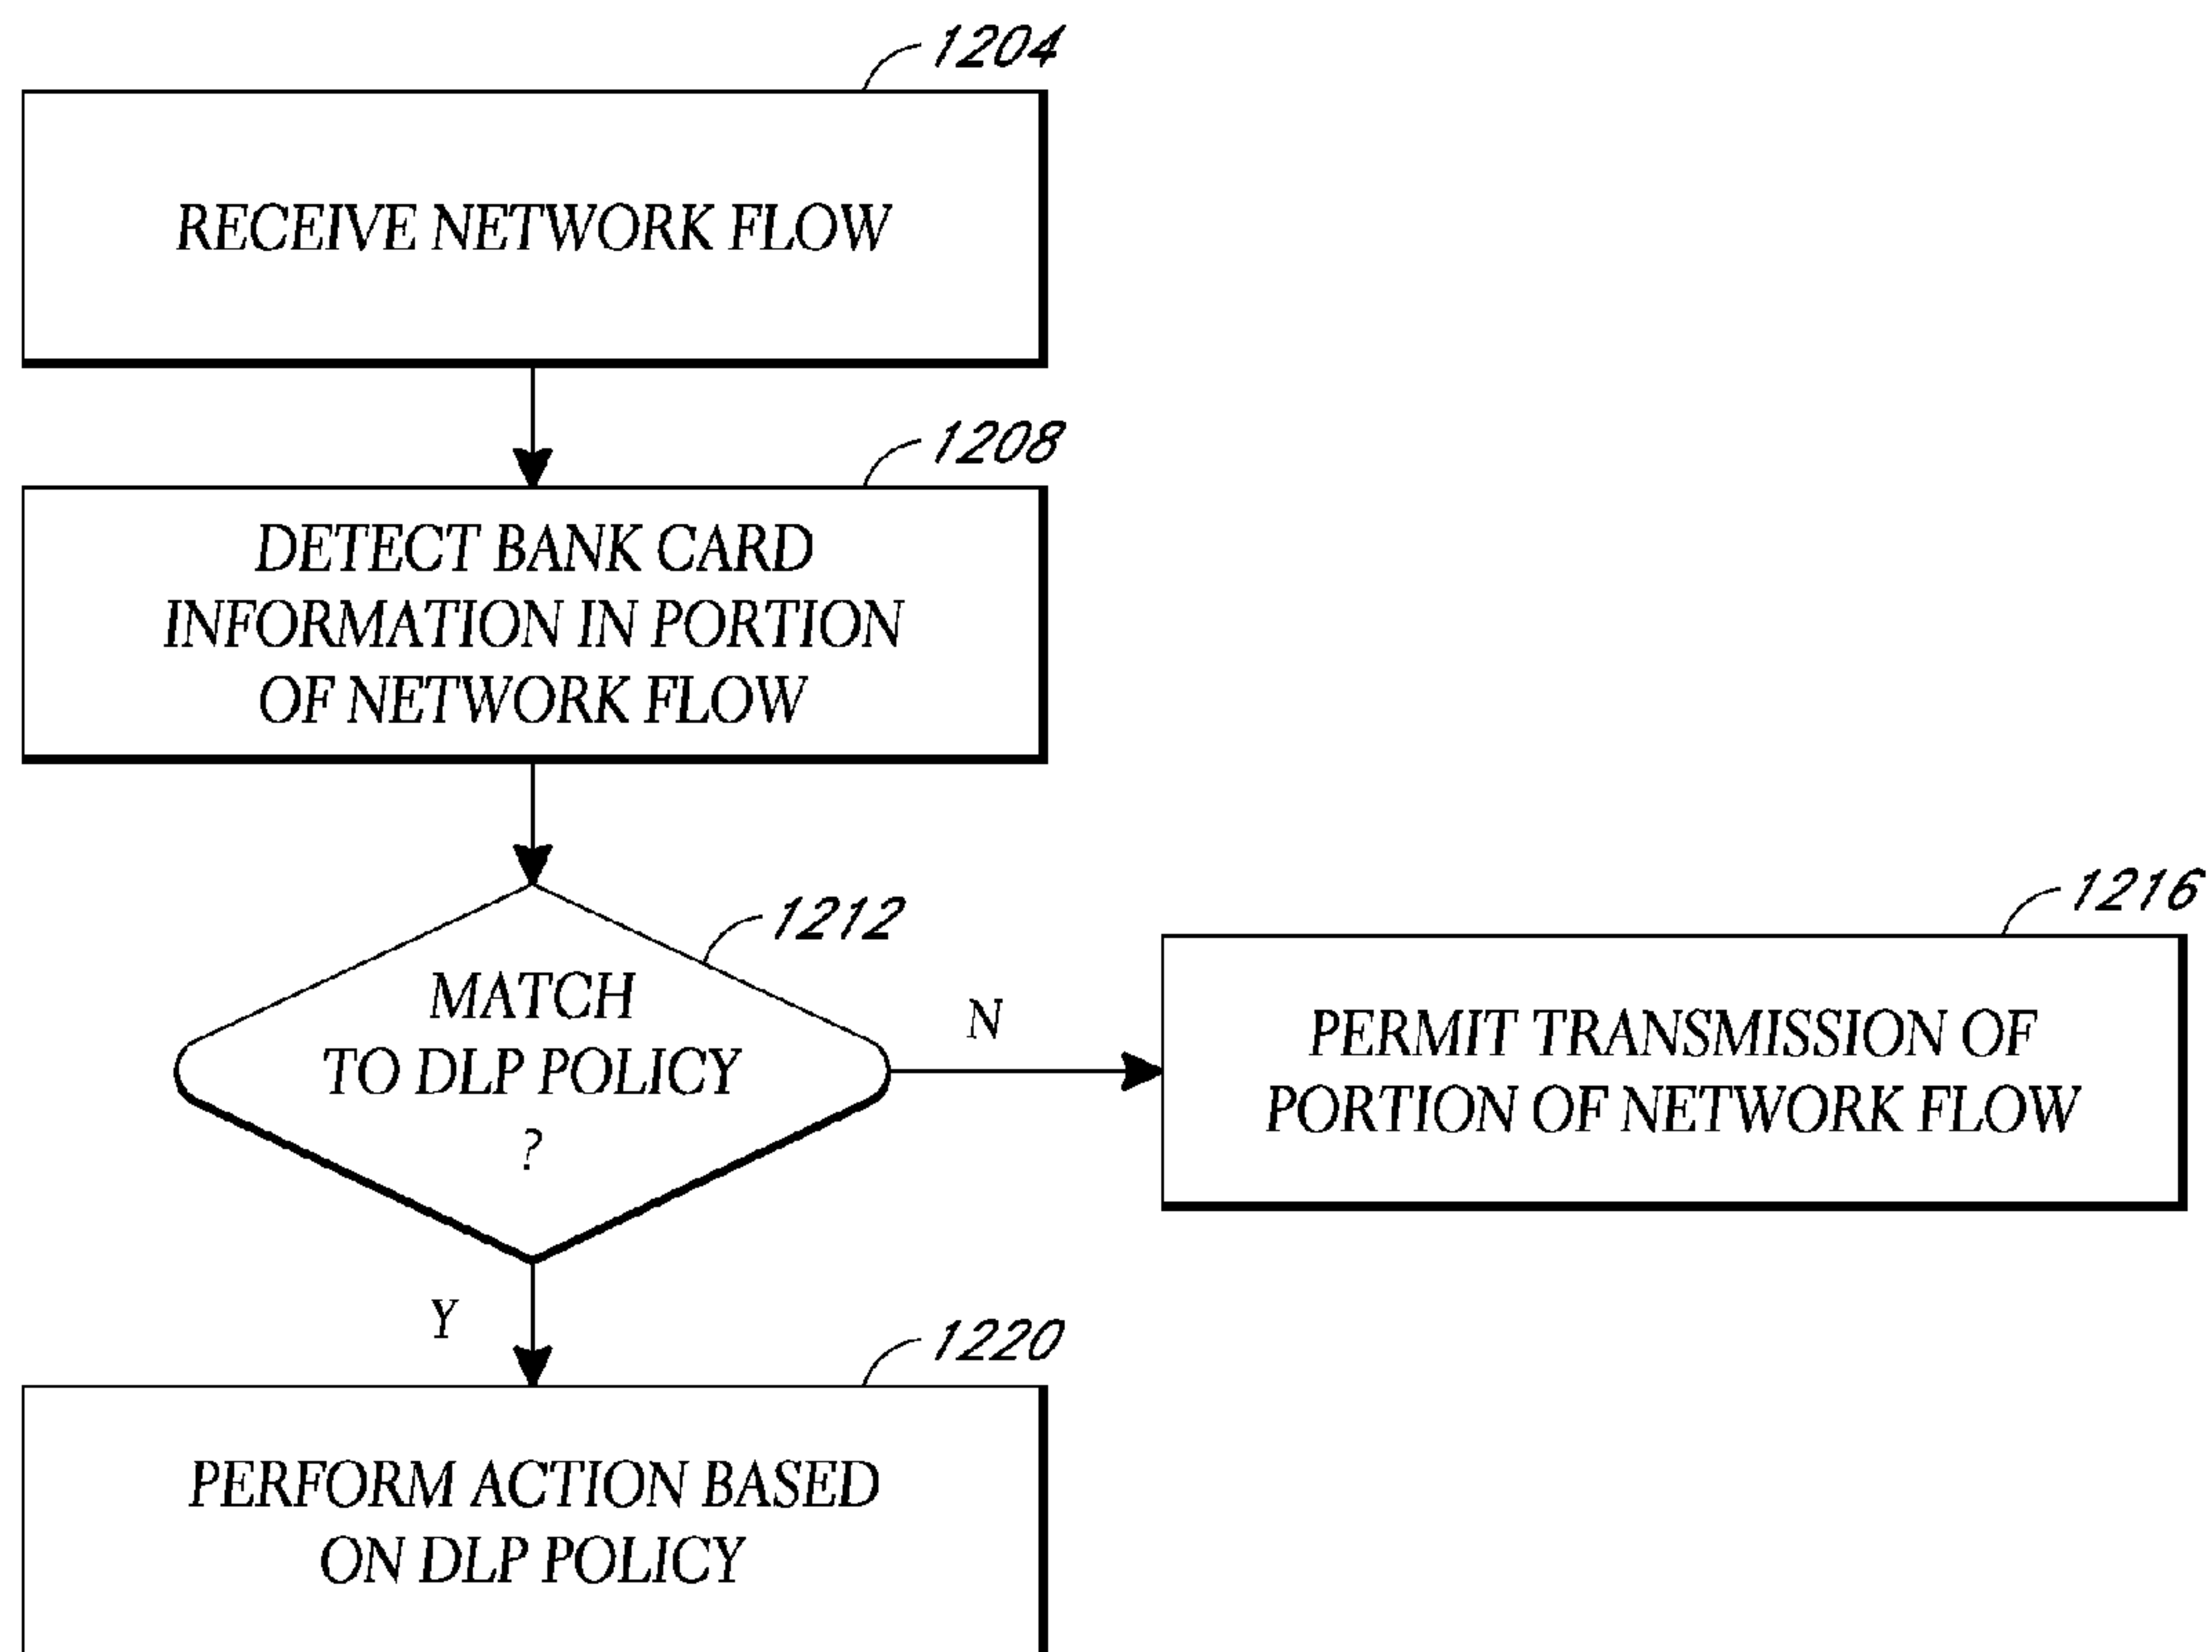 1204
RECEIVE NETWORK FLOW
1208
DETECT BANK CARD
INFORMATION IN PORTION
OF NETWORK FLOW
1212
MATCH
TO DLP POLICY
?
N
1216
PERMIT TRANSMISSION OF
PORTION OF NETWORK FLOW
Y
1220
PERFORM ACTION BASED
ON DLP POLICY